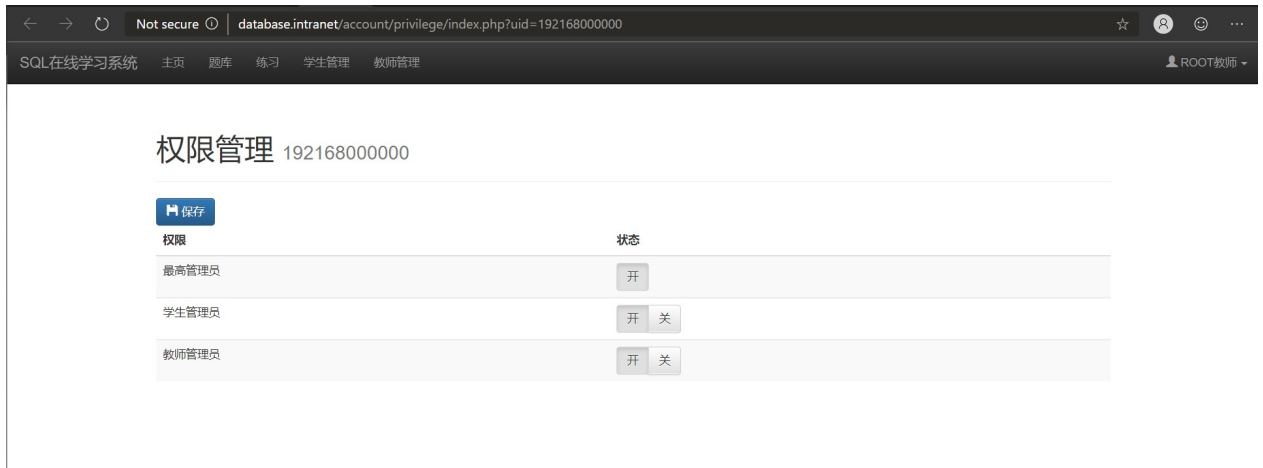 Not secure database.intranet/account/privilege/index.php?uid=192168000000
SQL在线学习系统 主页 题库 练习 学生管理 教师管理 ROOT教师
权限管理 192168000000
保存
权限 状态
最高管理员 开
学生管理员 开 关
教师管理员 开 关